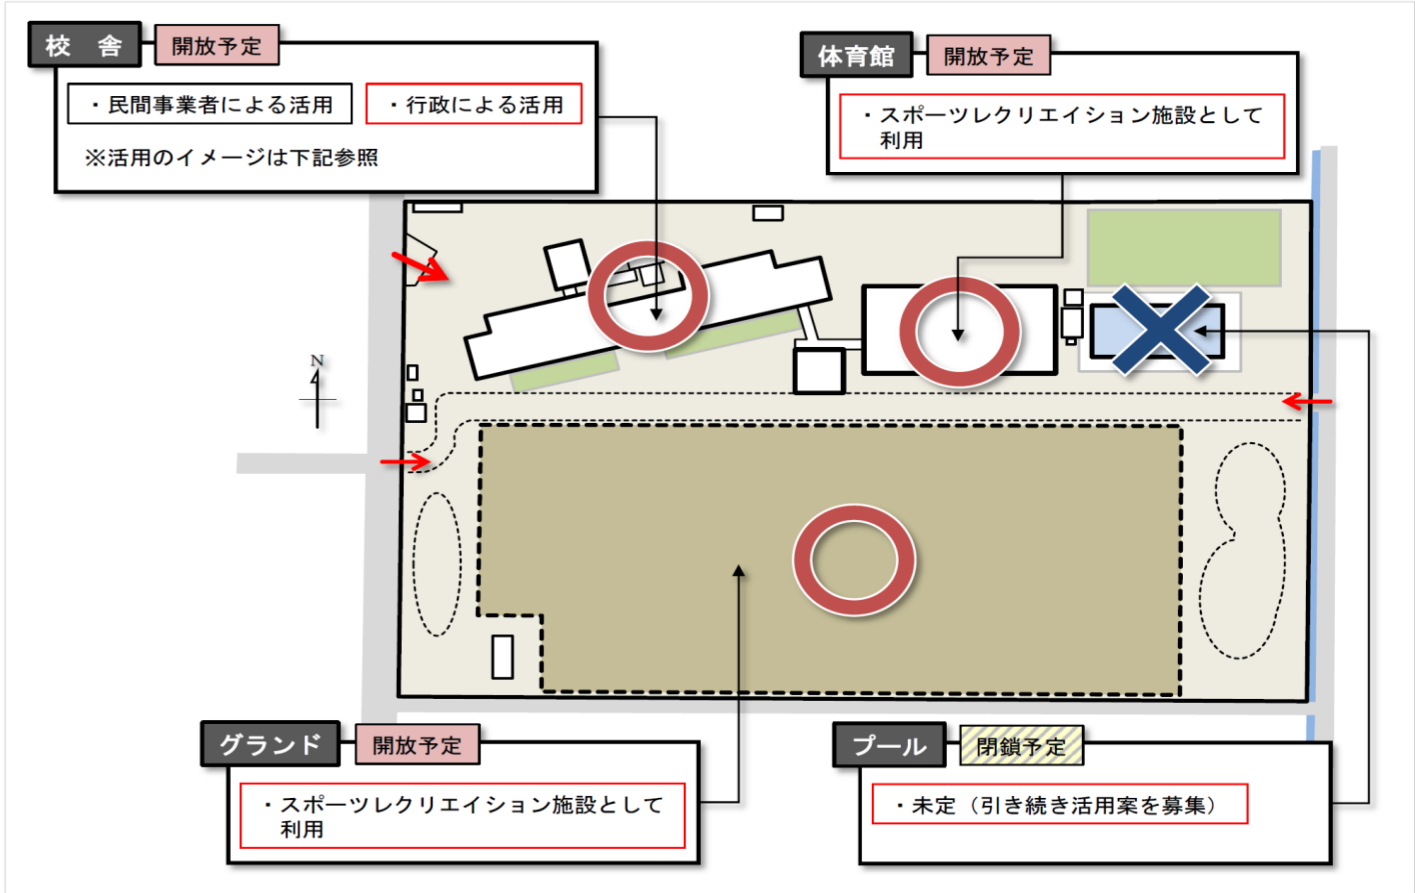 校　舎
開放予定
・民間事業者による活用
・行政による活用
※活用のイメージは下記参照
体育館
開放予定
・スポーツレクリエイション施設として
利用
N
グランド
開放予定
・スポーツレクリエイション施設として
利用
プール
閉鎖予定
・未定（引き続き活用案を募集）